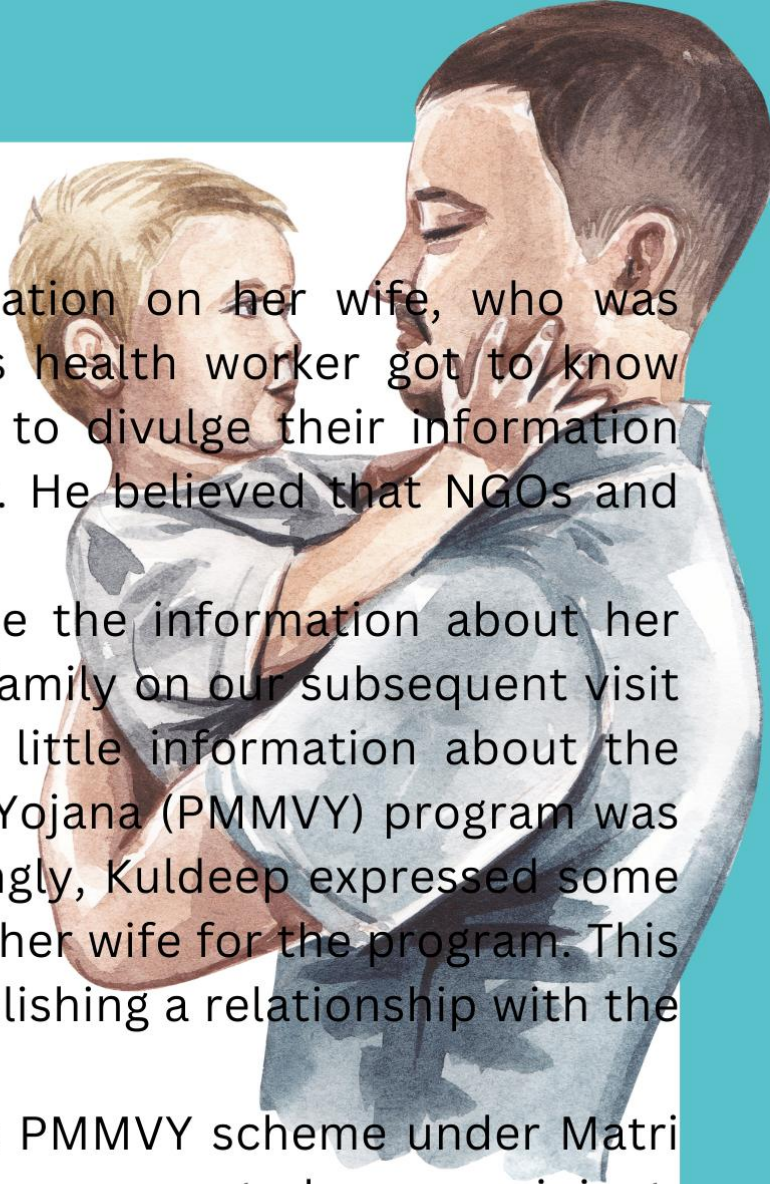 ation on her wife, who was
s health worker got to know
to divulge their information
. He believed that NGOs and
e the information about her
amily on our subsequent visit
little information about the
Yojana (PMMVY) program was
ngly, Kuldeep expressed some
her wife for the program. This
lishing a relationship with the
PMMVY scheme under Matri